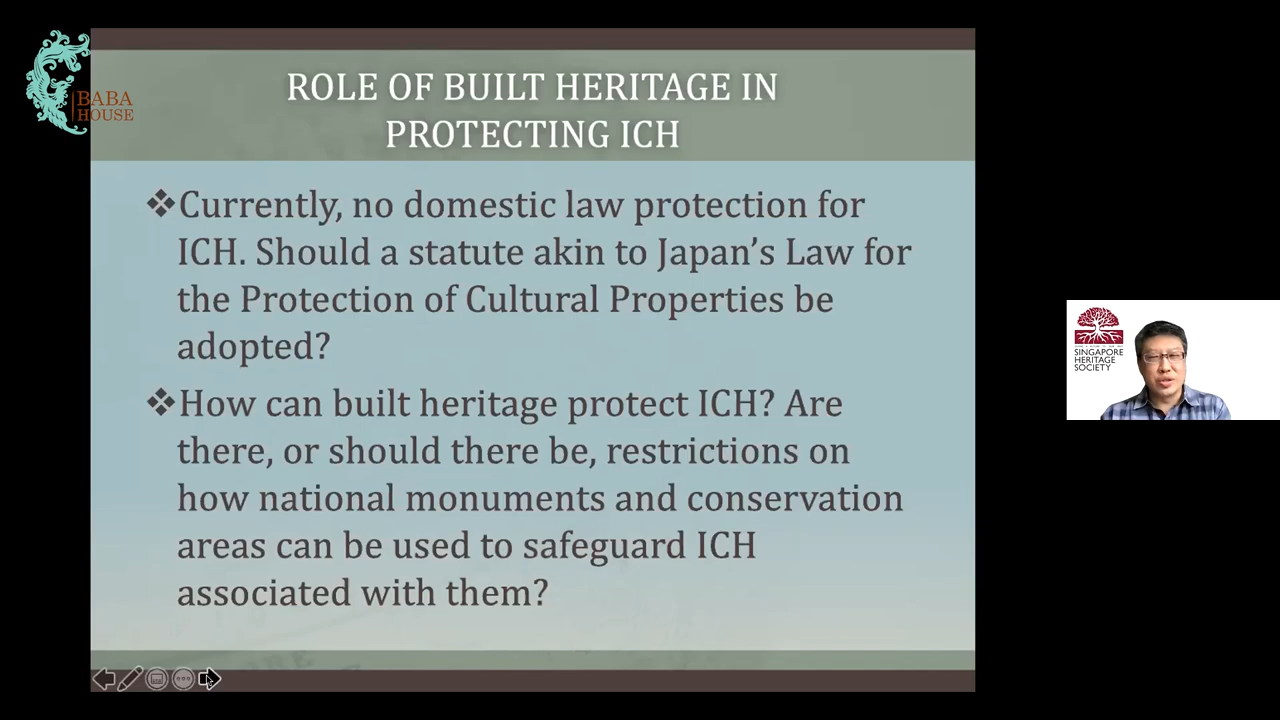 BABA
HOUSE
ROLE OF BUILT HERITAGE IN
PROTECTING ICH
❖Currently, no domestic law protection for
ICH. Should a statute akin to Japan’s Law for
the Protection of Cultural Properties be
adopted?
❖How can built heritage protect ICH? Are
there, or should there be, restrictions on
how national monuments and conservation
areas can be used to safeguard ICH
associated with them?
SINGAPORE
HERITAGE
SOCIETY